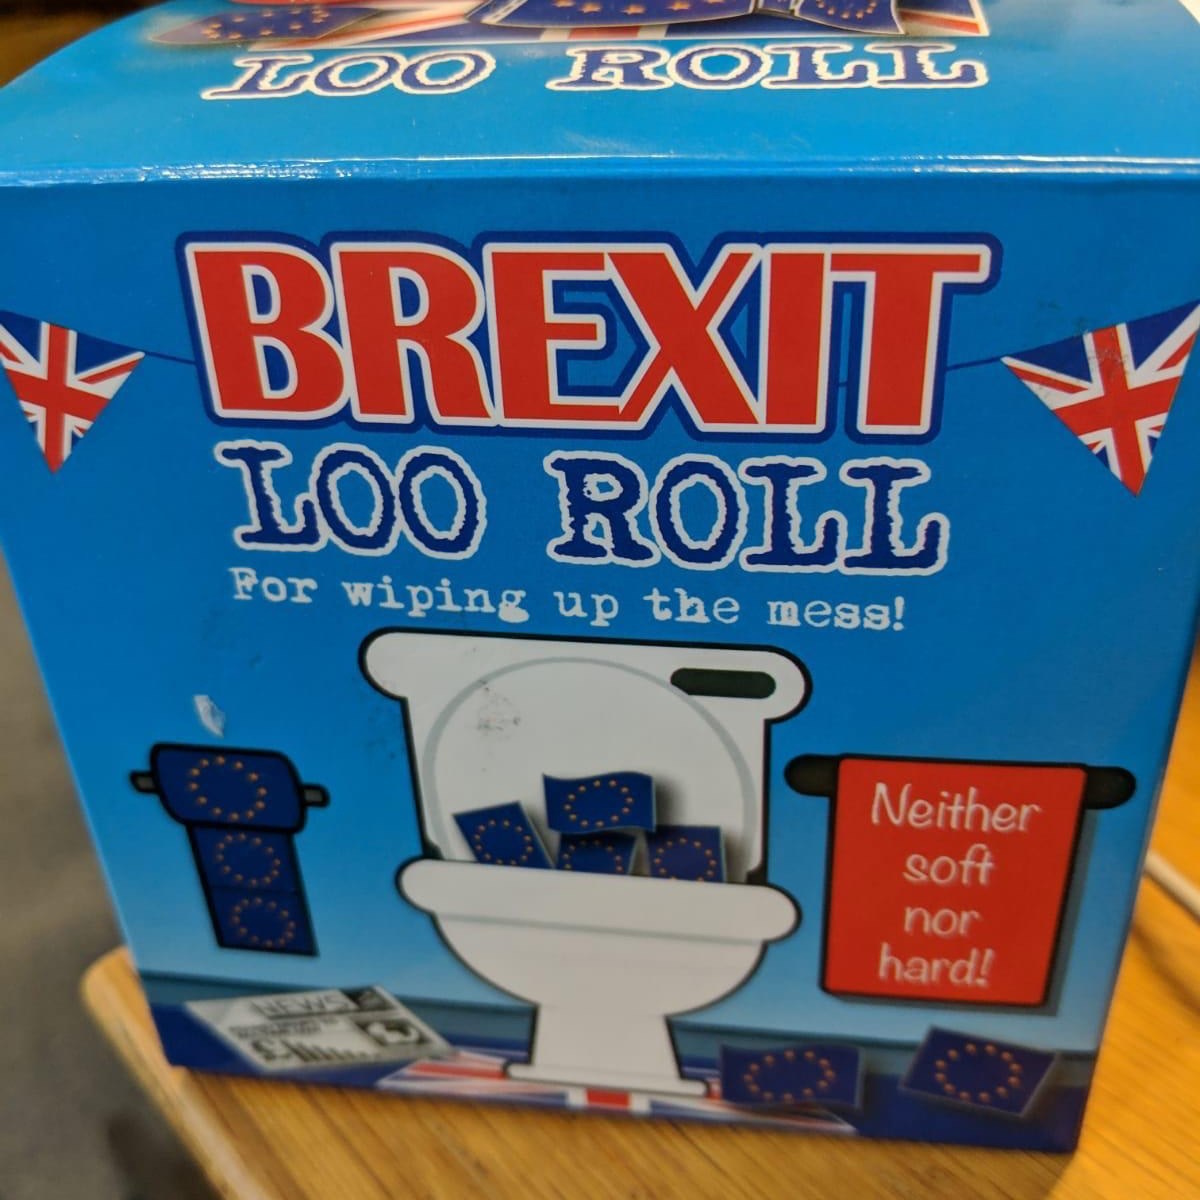 LOO ROLL
BREXIT
LOO ROLL
For wiping up the mess!
Neither
soft
nor
hard!
NEWS
£